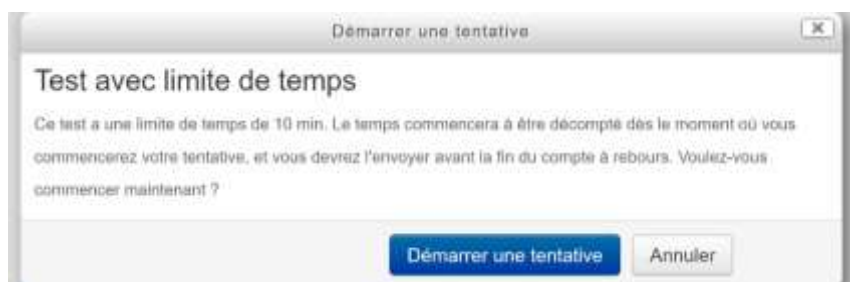 Démarrer une tentative
Test avec limite de temps
Ce test a une limite de temps de 10 min. Le temps commencera à être décompté dès le moment où vous
commencerez votre tentative, et vous devrez l'envoyer avant la fin du compte à rebours. Voulez-vous
commencer maintenant ?
Démarrer une tentative
Annuler